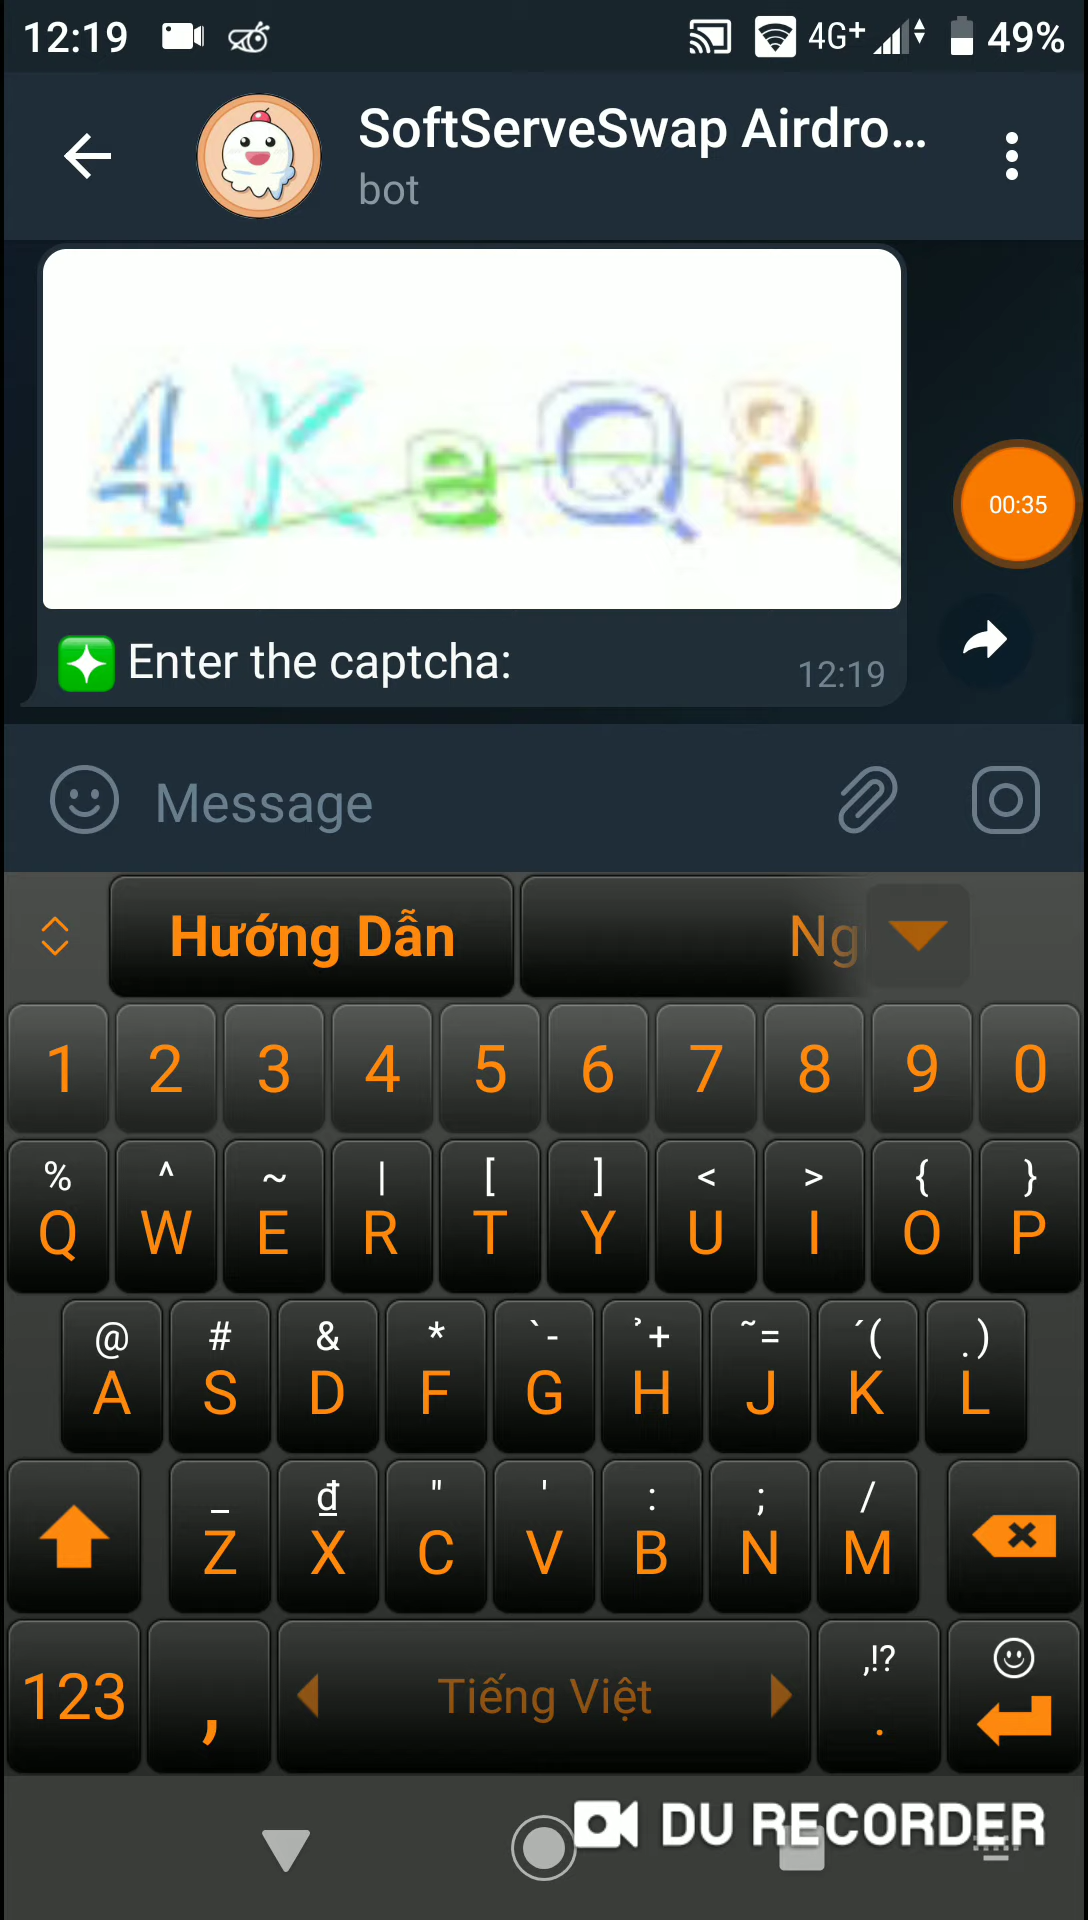 12:19 4G+ 49%
SoftServeSwap Airdro...
bot
4KeQ8
00:35
Enter the captcha:
12:19
Message
Hướng Dẫn Ng
1 2 3 4 5 6 7 8 9 0
% ^ ~ | [ ] < > { }
Q W E R T Y U I O P
@ # & * `- ̉+ ~= ´( .)
A S D F G H J K L
_ đ " ' : ; /
Z X C V B N M
,!?
123 , Tiếng Việt .
DU RECORDER